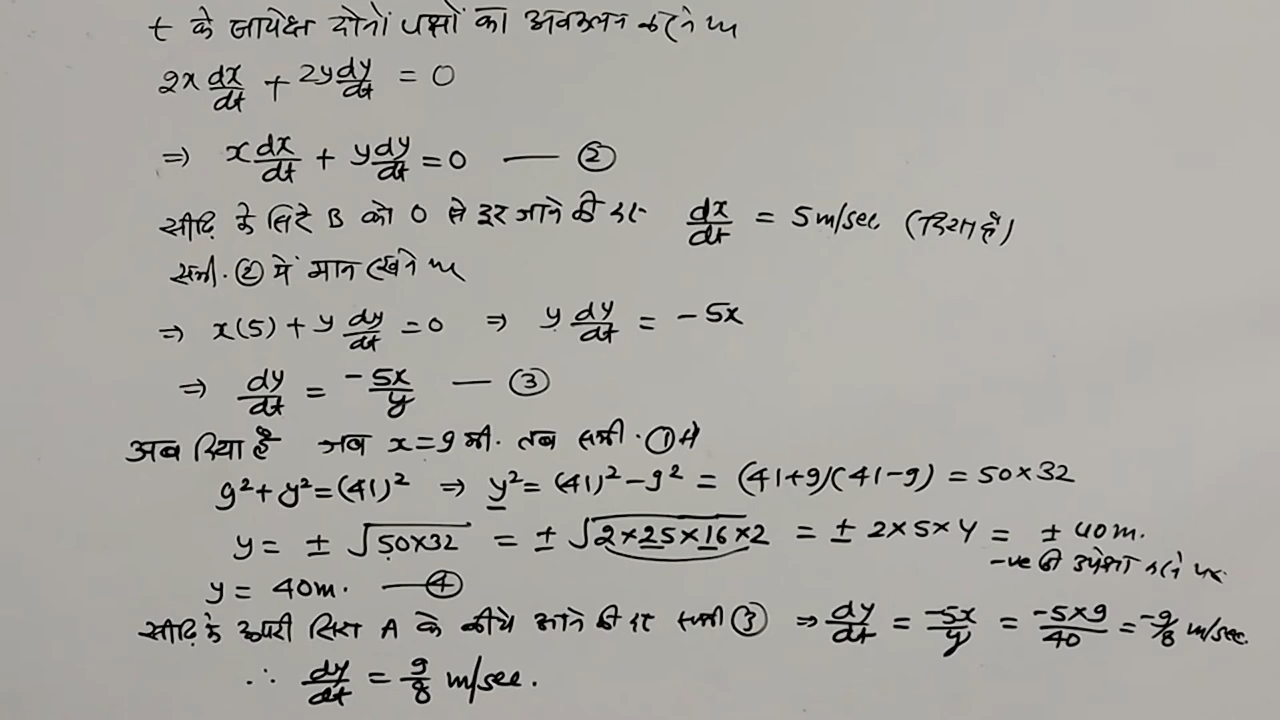 t के सापेक्ष दोनों पक्षों का अवकलन करने पर
2x dx/dt + 2y dy/dt = 0
⇒ x dx/dt + y dy/dt = 0 — ②
सीढ़ि के सिरे B को O से दूर जाने की दर dx/dt = 5 m/sec (दिया है)
समी. ② में मान रखने पर
⇒ x(5) + y dy/dt = 0 ⇒ y dy/dt = -5x
⇒ dy/dt = -5x/y — ③
अब दिया है जब x=9 मी. तब समी. ① से
9² + y² = (41)² ⇒ y² = (41)² - 9² = (41+9)(41-9) = 50×32
y = ± √50×32 = ± √2×25×16×2 = ± 2×5×4 = ± 40m.
-ve की उपेक्षा करने पर
y = 40m. — ④
सीढ़ि के ऊपरी सिरा A के नीचे आने की दर समी ③ ⇒ dy/dt = -5x/y = -5×9/40 = -9/8 m/sec.
∴ dy/dt = 9/8 m/sec.